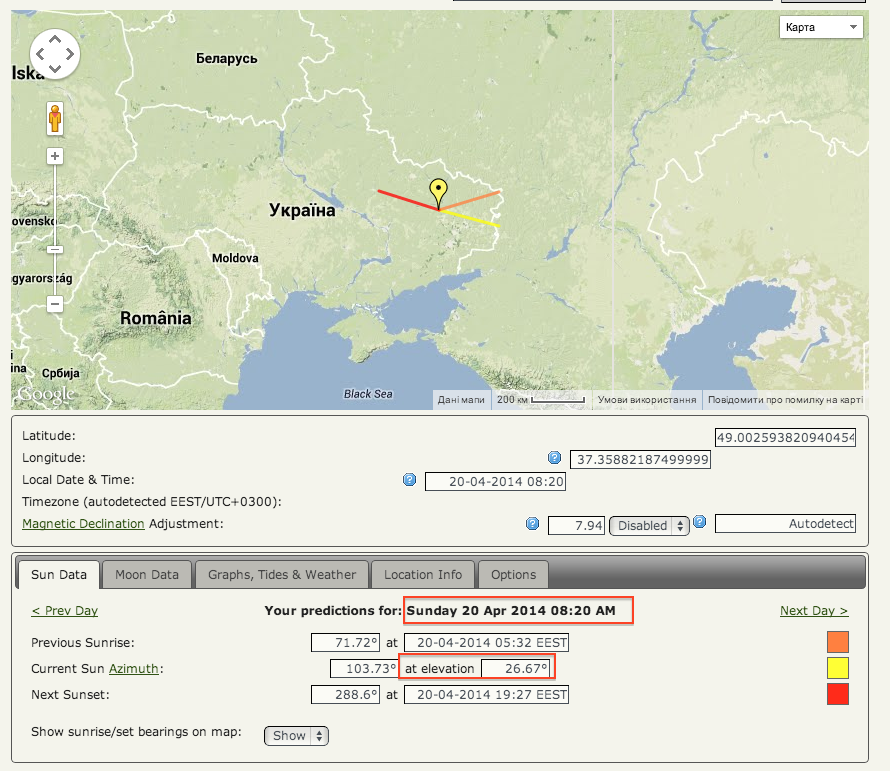 Карта
Беларусь
lska
Україна
ovensko
Moldova
gyarország
România
i
ina
Србија
Google
Black Sea
Дані мапи
200 км
Умови використання
Повідомити про помилку на карті
Latitude: 49.002593820940454
Longitude: 37.35882187499999
Local Date & Time: 20-04-2014 08:20
Timezone (autodetected EEST/UTC+0300):
Magnetic Declination Adjustment: 7.94 Disabled Autodetect
Sun Data Moon Data Graphs, Tides & Weather Location Info Options
< Prev Day Your predictions for: Sunday 20 Apr 2014 08:20 AM Next Day >
Previous Sunrise: 71.72° at 20-04-2014 05:32 EEST
Current Sun Azimuth: 103.73° at elevation 26.67°
Next Sunset: 288.6° at 20-04-2014 19:27 EEST
Show sunrise/set bearings on map: Show